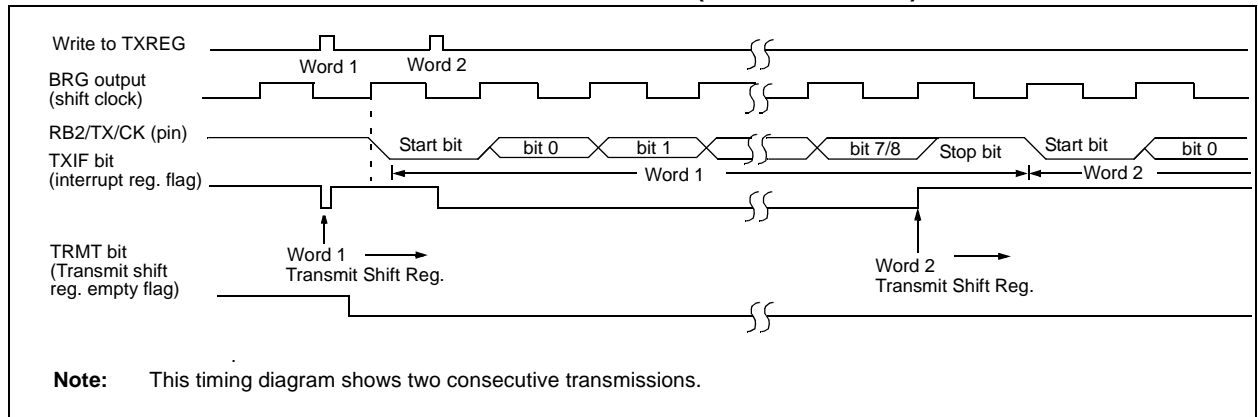 Write to TXREG
Word 1
Word 2
BRG output
(shift clock)
RB2/TX/CK (pin)
Start bit
bit 0
bit 1
bit 7/8
Stop bit
Start bit
bit 0
TXIF bit
(interrupt reg. flag)
Word 1
Word 2
TRMT bit
(Transmit shift
reg. empty flag)
Word 1
Transmit Shift Reg.
Word 2
Transmit Shift Reg.
Note: This timing diagram shows two consecutive transmissions.